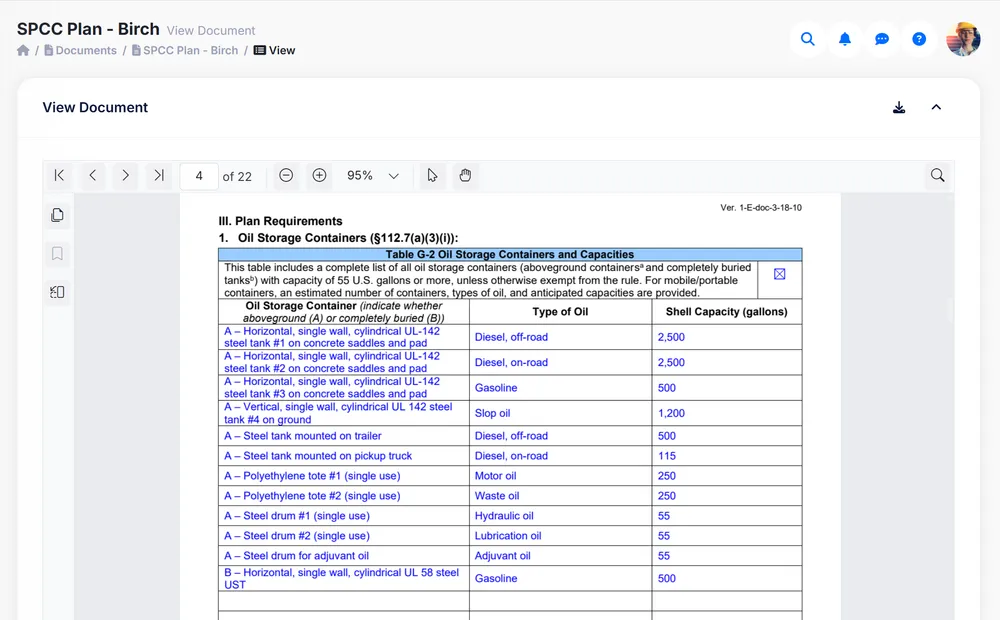 SPCC Plan - Birch View Document
/ Documents / SPCC Plan - Birch / View
View Document
4 of 22 95%
Ver. 1-E-doc-3-18-10
III. Plan Requirements
1. Oil Storage Containers (§112.7(a)(3)(i)):
Table G-2 Oil Storage Containers and Capacities
This table includes a complete list of all oil storage containers (aboveground containersᵃ and completely buried
tanksᵇ) with capacity of 55 U.S. gallons or more, unless otherwise exempt from the rule. For mobile/portable
containers, an estimated number of containers, types of oil, and anticipated capacities are provided.
Oil Storage Container (indicate whether
aboveground (A) or completely buried (B))
Type of Oil
Shell Capacity (gallons)
A – Horizontal, single wall, cylindrical UL-142
steel tank #1 on concrete saddles and pad
Diesel, off-road
2,500
A – Horizontal, single wall, cylindrical UL-142
steel tank #2 on concrete saddles and pad
Diesel, on-road
2,500
A – Horizontal, single wall, cylindrical UL-142
steel tank #3 on concrete saddles and pad
Gasoline
500
A – Vertical, single wall, cylindrical UL 142 steel
tank #4 on ground
Slop oil
1,200
A – Steel tank mounted on trailer
Diesel, off-road
500
A – Steel tank mounted on pickup truck
Diesel, on-road
115
A – Polyethylene tote #1 (single use)
Motor oil
250
A – Polyethylene tote #2 (single use)
Waste oil
250
A – Steel drum #1 (single use)
Hydraulic oil
55
A – Steel drum #2 (single use)
Lubrication oil
55
A – Steel drum for adjuvant oil
Adjuvant oil
55
B – Horizontal, single wall, cylindrical UL 58 steel
UST
Gasoline
500